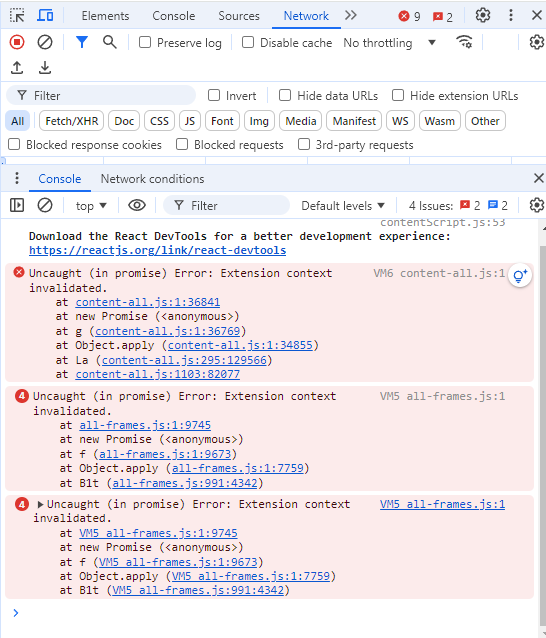 Elements Console Sources Network 9 2
Preserve log Disable cache No throttling
Filter Invert Hide data URLs Hide extension URLs
All Fetch/XHR Doc CSS JS Font Img Media Manifest WS Wasm Other
Blocked response cookies Blocked requests 3rd-party requests
Console Network conditions
top Filter Default levels 4 Issues: 2 2
contentScript.js:53
Download the React DevTools for a better development experience:
https://reactjs.org/link/react-devtools
Uncaught (in promise) Error: Extension context VM6 content-all.js:1
invalidated.
at content-all.js:1:36841
at new Promise (<anonymous>)
at g (content-all.js:1:36769)
at Object.apply (content-all.js:1:34855)
at La (content-all.js:295:129566)
at content-all.js:1103:82077
4 Uncaught (in promise) Error: Extension context VM5 all-frames.js:1
invalidated.
at all-frames.js:1:9745
at new Promise (<anonymous>)
at f (all-frames.js:1:9673)
at Object.apply (all-frames.js:1:7759)
at B1t (all-frames.js:991:4342)
4 Uncaught (in promise) Error: Extension context VM5 all-frames.js:1
invalidated.
at VM5 all-frames.js:1:9745
at new Promise (<anonymous>)
at f (VM5 all-frames.js:1:9673)
at Object.apply (VM5 all-frames.js:1:7759)
at B1t (VM5 all-frames.js:991:4342)